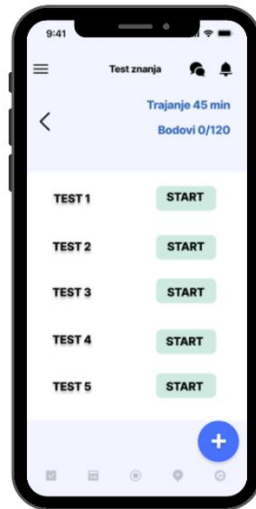 9:41
Test znanja
Trajanje 45 min
Bodovi 0/120
TEST 1 START
TEST 2 START
TEST 3 START
TEST 4 START
TEST 5 START
+